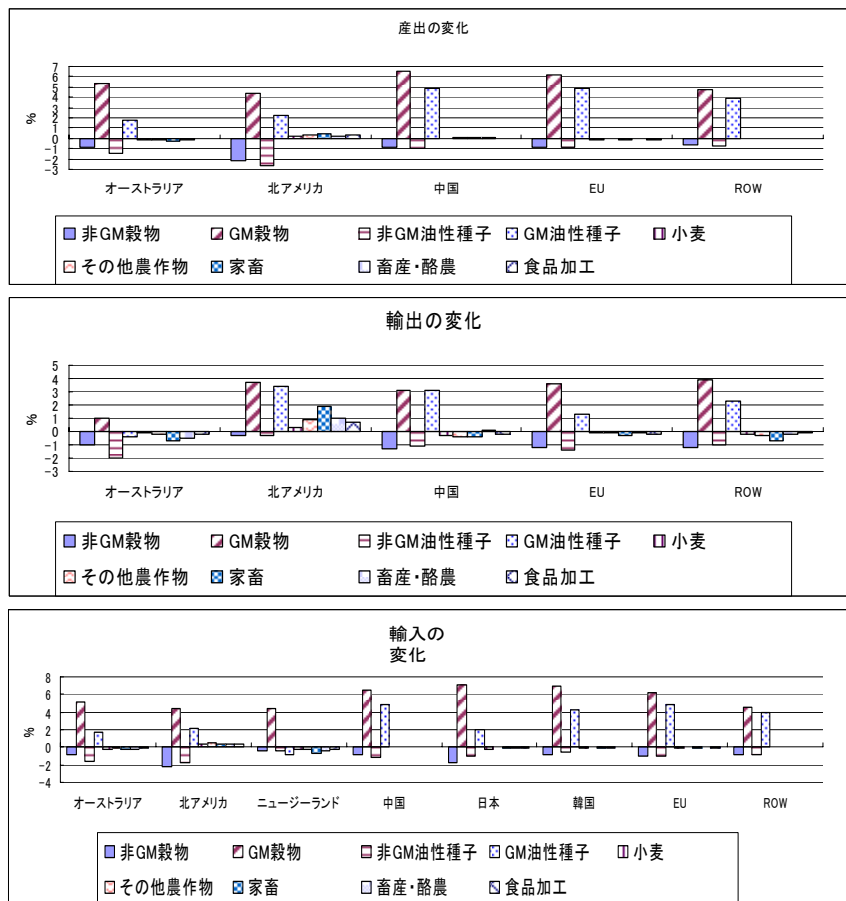 産出の変化
%
7
6
5
4
3
2
1
0
-1
-2
-3
オーストラリア 北アメリカ 中国 EU ROW
非GM穀物 GM穀物 非GM油性種子 GM油性種子 小麦
その他農作物 家畜 畜産・酪農 食品加工
輸出の変化
%
5
4
3
2
1
0
-1
-2
-3
オーストラリア 北アメリカ 中国 EU ROW
非GM穀物 GM穀物 非GM油性種子 GM油性種子 小麦
その他農作物 家畜 畜産・酪農 食品加工
輸入の
変化
%
8
6
4
2
0
-2
-4
オーストラリア 北アメリカ ニュージーランド 中国 日本 韓国 EU ROW
非GM穀物 GM穀物 非GM油性種子 GM油性種子 小麦
その他農作物 家畜 畜産・酪農 食品加工